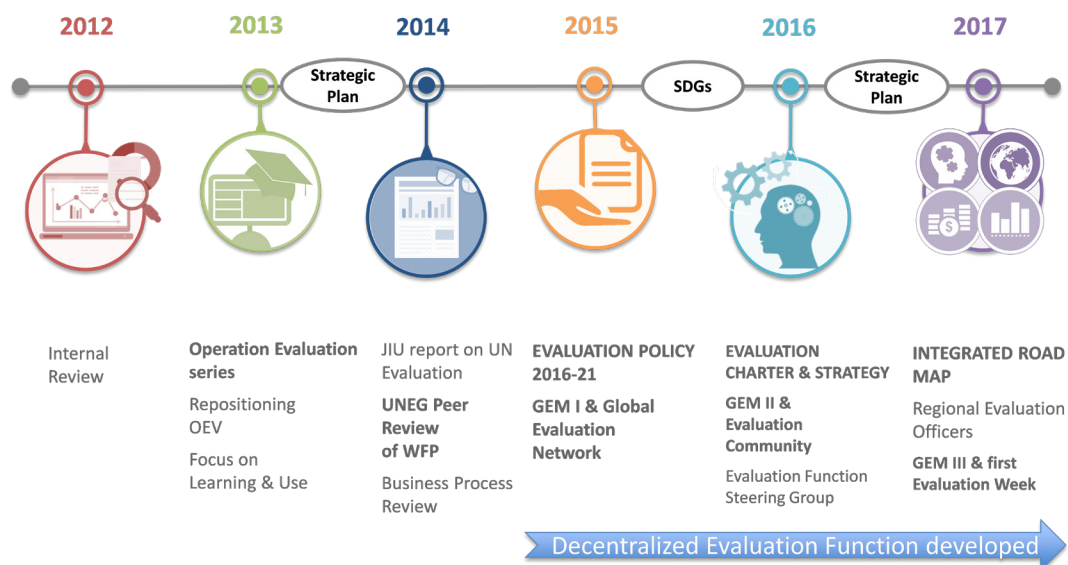 2012
2013
2014
2015
2016
2017
Strategic
Plan
SDGs
Strategic
Plan
Internal
Review
Operation Evaluation
series
Repositioning
OEV
Focus on
Learning & Use
JIU report on UN
Evaluation
UNEG Peer
Review
of WFP
Business Process
Review
EVALUATION POLICY
2016-21
GEM I & Global
Evaluation
Network
EVALUATION
CHARTER & STRATEGY
GEM II &
Evaluation
Community
Evaluation Function
Steering Group
INTEGRATED ROAD
MAP
Regional Evaluation
Officers
GEM III & first
Evaluation Week
Decentralized Evaluation Function developed